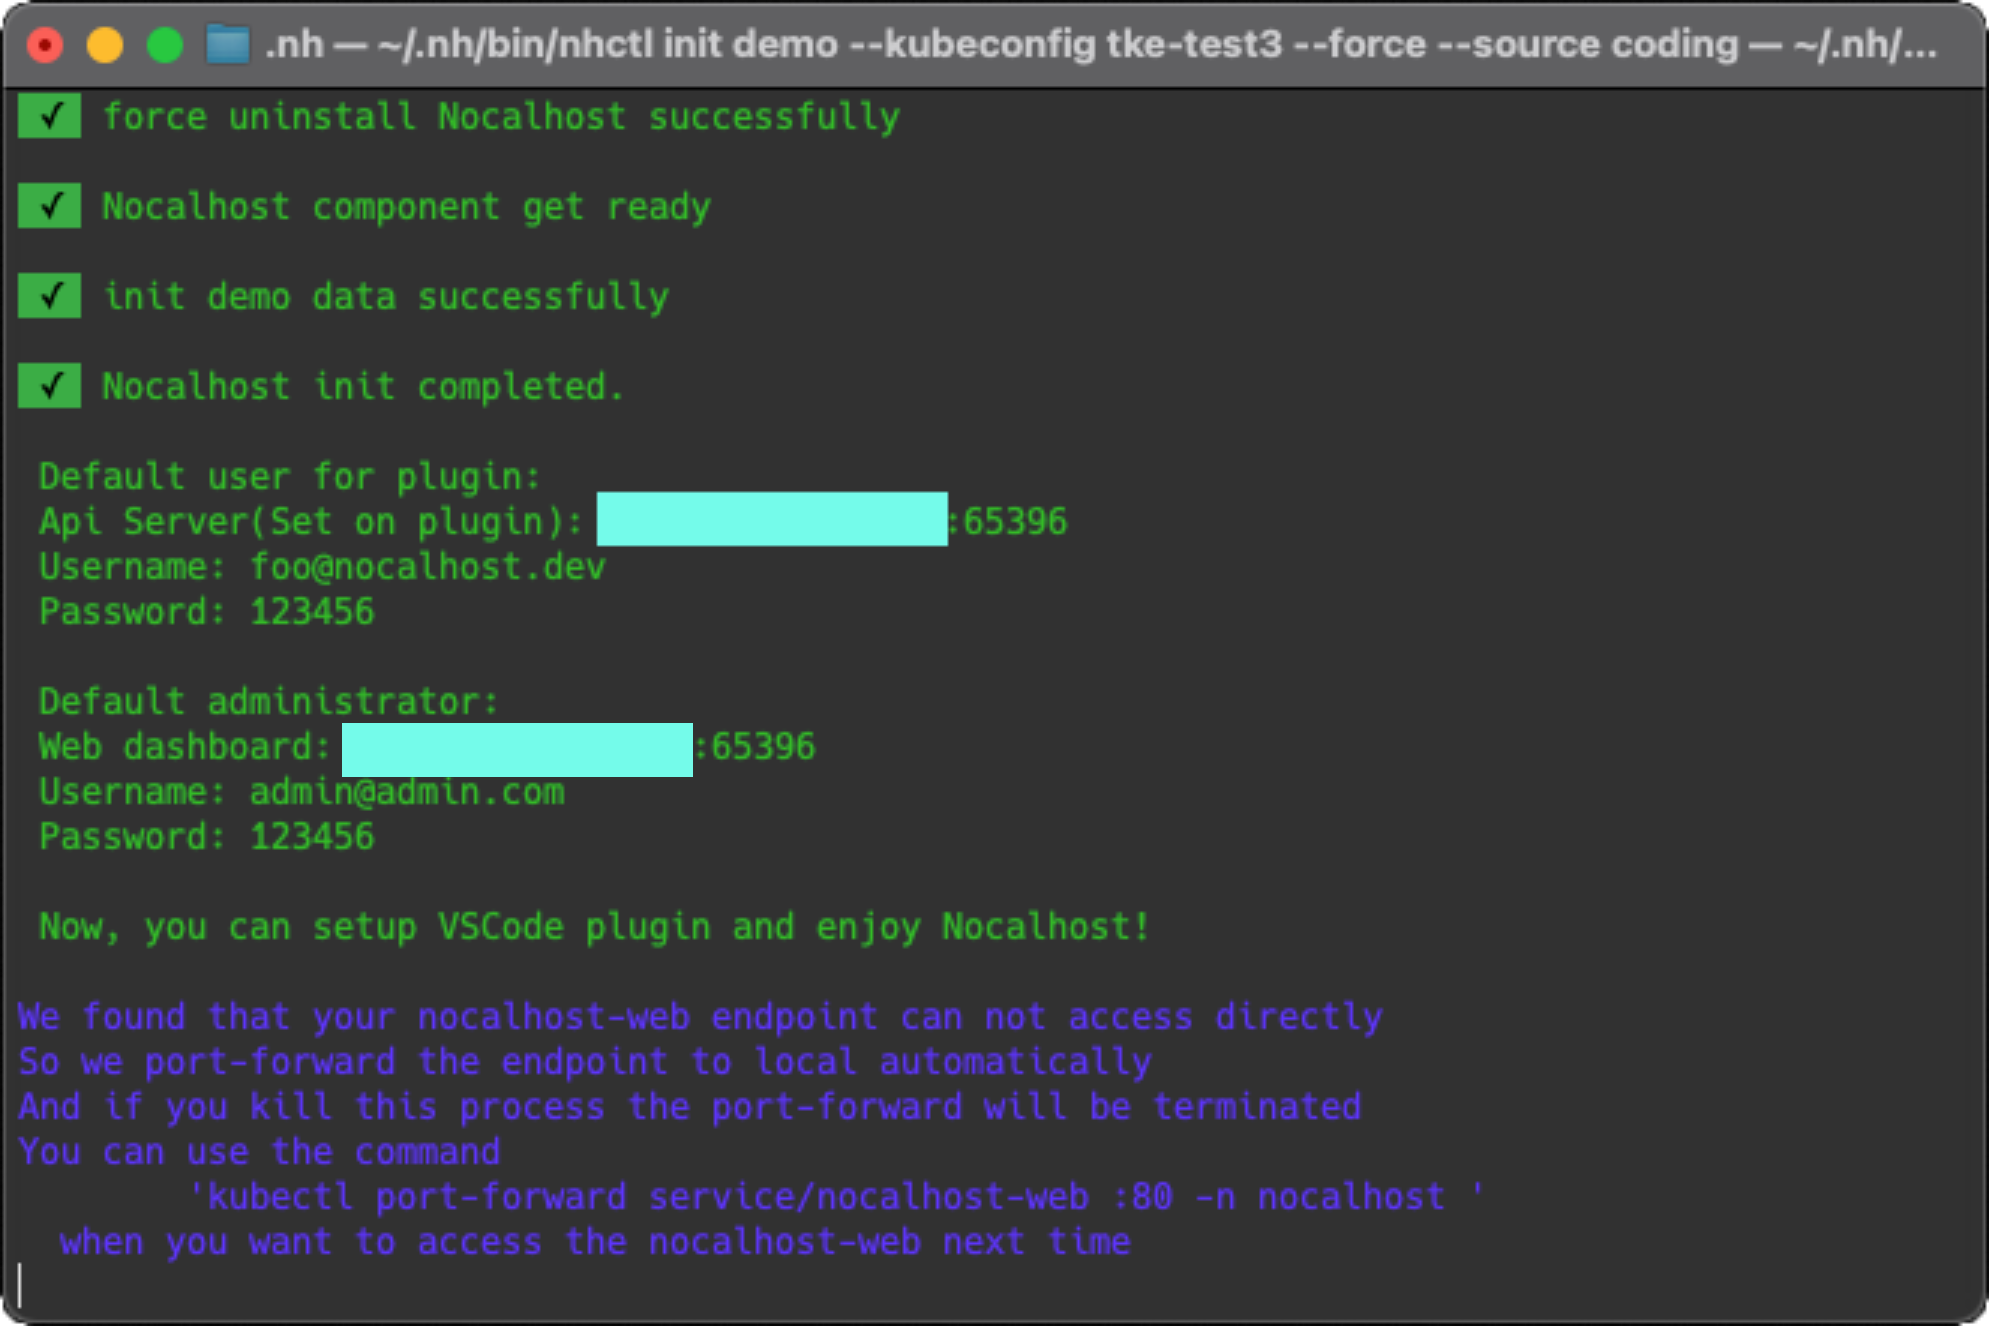 .nh — ~/.nh/bin/nhctl init demo --kubeconfig tke-test3 --force --source coding — ~/.nh/...
✓ force uninstall Nocalhost successfully
✓ Nocalhost component get ready
✓ init demo data successfully
✓ Nocalhost init completed.
Default user for plugin:
Api Server(Set on plugin): :65396
Username: foo@nocalhost.dev
Password: 123456
Default administrator:
Web dashboard: :65396
Username: admin@admin.com
Password: 123456
Now, you can setup VSCode plugin and enjoy Nocalhost!
We found that your nocalhost-web endpoint can not access directly
So we port-forward the endpoint to local automatically
And if you kill this process the port-forward will be terminated
You can use the command
'kubectl port-forward service/nocalhost-web :80 -n nocalhost '
when you want to access the nocalhost-web next time